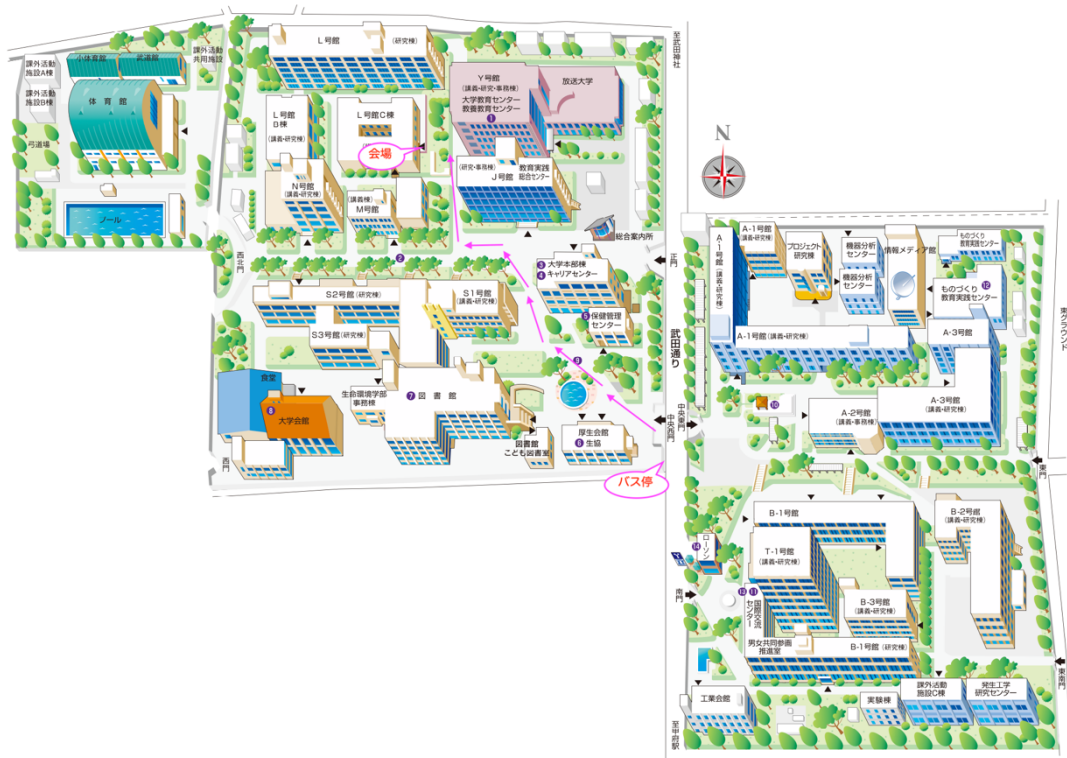 至武田神社
L号館
(研究棟)
小体育館
武道館
課外活動
共用施設
課外活動
施設A棟
課外活動
施設B棟
体育館
弓道場
プール
L号館
B棟
(講義・研究棟)
L号館C棟
会場
Y号館
(講義・研究・事務棟)
大学教育センター
教養教育センター
1
放送大学
(研究・事務棟)
J号館
教育実践
総合センター
N号館
(講義・研究棟)
(講義棟)
M号館
総合案内所
正門
西北門
2
3 大学本部棟
4 キャリアセンター
5 保健管理
センター
S2号館(研究棟)
S1号館
(講義・研究棟)
S3号館(研究棟)
食堂
8
大学会館
生命環境学部
事務棟
7 図書館
9
図書館
こども図書室
厚生会館
6 生協
西門
中央西門
中央東門
バス停
武田通り
N
A-1号館
(講義・研究棟)
A-1号館
(講義・研究棟)
プロジェクト
研究棟
機器分析
センター
機器分析
センター
情報メディア館
ものづくり
教育実践センター
12
ものづくり
教育実践センター
A-1号館(講義・研究棟)
A-3号館
A-3号館
(講義・研究棟)
10
A-2号館
(講義・事務棟)
東グラウンド
東門
B-1号館
B-2号館
(講義・研究棟)
T-1号館
(講義・研究棟)
14
ローソン
南門
13 11
国際交流
センター
B-3号館
(講義・研究棟)
男女共同参画
推進室
B-1号館(研究棟)
東南門
工業会館
実験棟
課外活動
施設C棟
発生工学
研究センター
至甲府駅